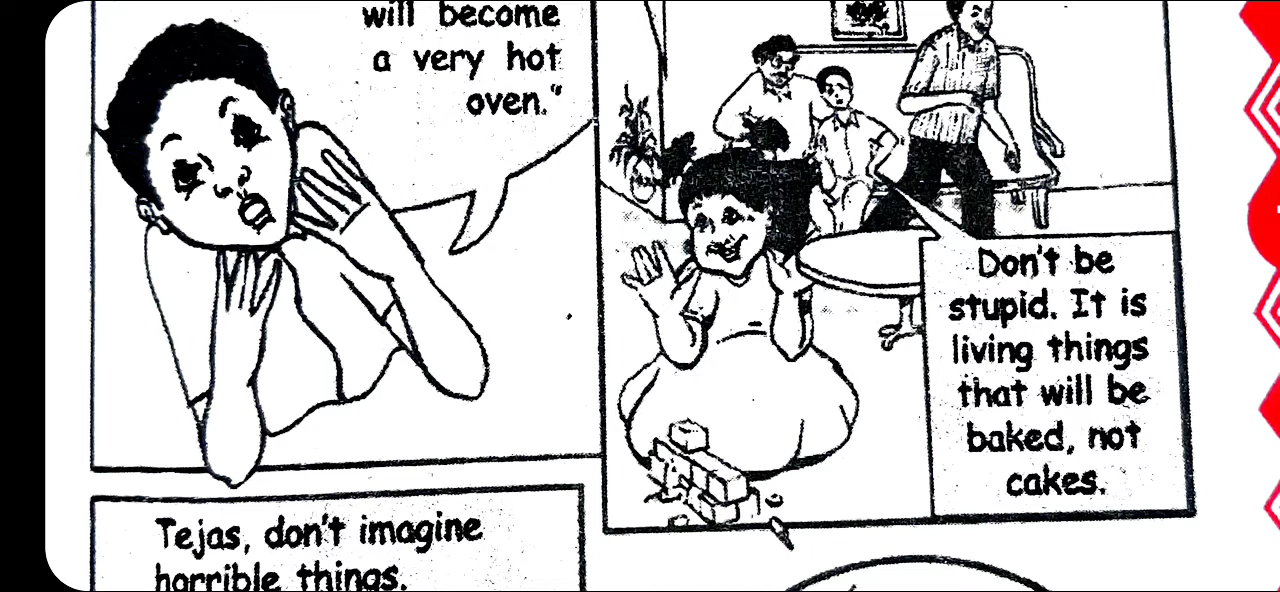 will become
a very hot
oven."
Don't be
stupid. It is
living things
that will be
baked, not
cakes.
Tejas, don't imagine
horrible things.